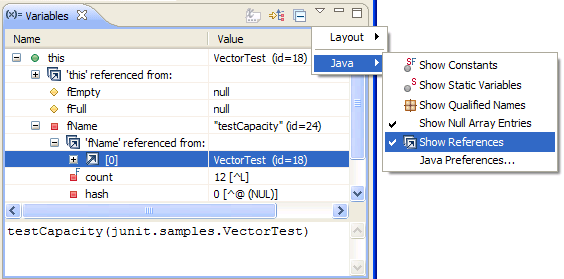 (x)= Variables
Name Value
this VectorTest (id=18)
'this' referenced from:
fEmpty null
fFull null
fName "testCapacity" (id=24)
'fName' referenced from:
[0] VectorTest (id=18)
F
count 12 [^L]
hash 0 [^@ (NUL)]
testCapacity(junit.samples.VectorTest)
Layout
Java
S F
Show Constants
S
Show Static Variables
Show Qualified Names
Show Null Array Entries
Show References
Java Preferences...